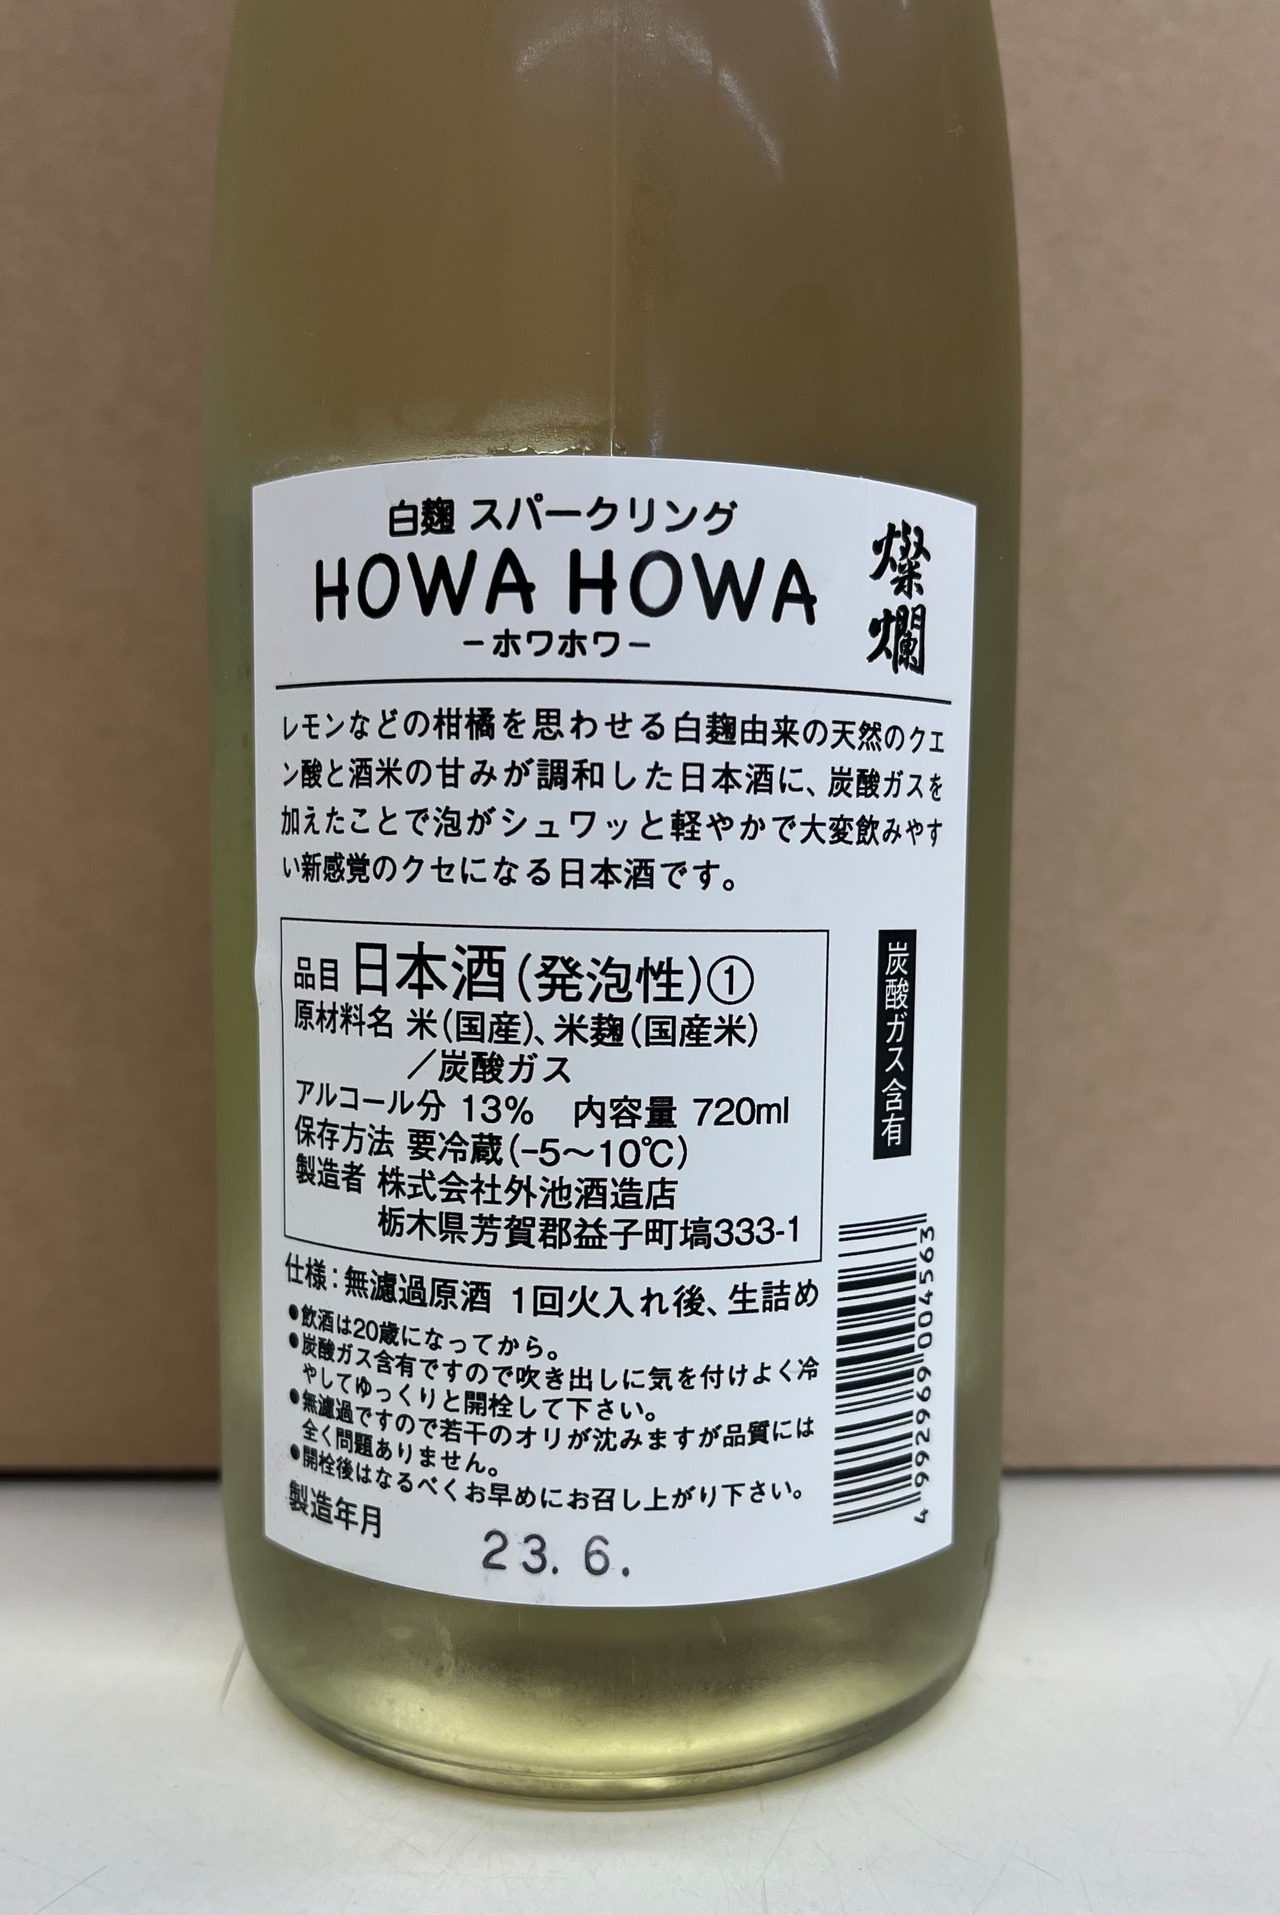 白麹 スパークリング
HOWA HOWA
－ホワホワ－
燦爛
レモンなどの柑橘を思わせる白麹由来の天然のクエ
ン酸と酒米の甘みが調和した日本酒に、炭酸ガスを
加えたことで泡がシュワッと軽やかで大変飲みやす
い新感覚のクセになる日本酒です。
品目 日本酒(発泡性)①
原材料名 米(国産)、米麹(国産米)
／炭酸ガス
アルコール分 13% 内容量 720ml
保存方法 要冷蔵(-5～10℃)
製造者 株式会社外池酒造店
栃木県芳賀郡益子町塙333-1
炭酸ガス含有
仕様：無濾過原酒 1回火入れ後、生詰め
●飲酒は20歳になってから。
●炭酸ガス含有ですので吹き出しに気を付けよく冷
やしてゆっくりと開栓して下さい。
●無濾過ですので若干のオリが沈みますが品質には
全く問題ありません。
●開栓後はなるべくお早めにお召し上がり下さい。
製造年月
23.6.
4992969004563